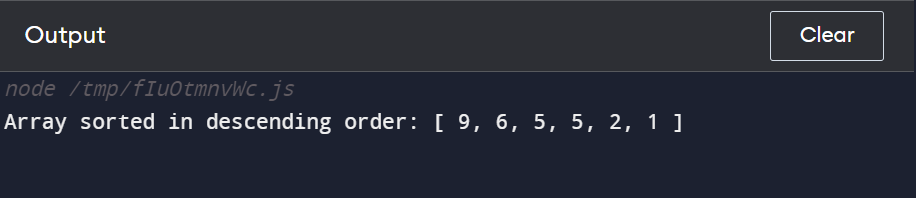 Output
Clear
node /tmp/fIuOtmnvWc.js
Array sorted in descending order: [ 9, 6, 5, 5, 2, 1 ]